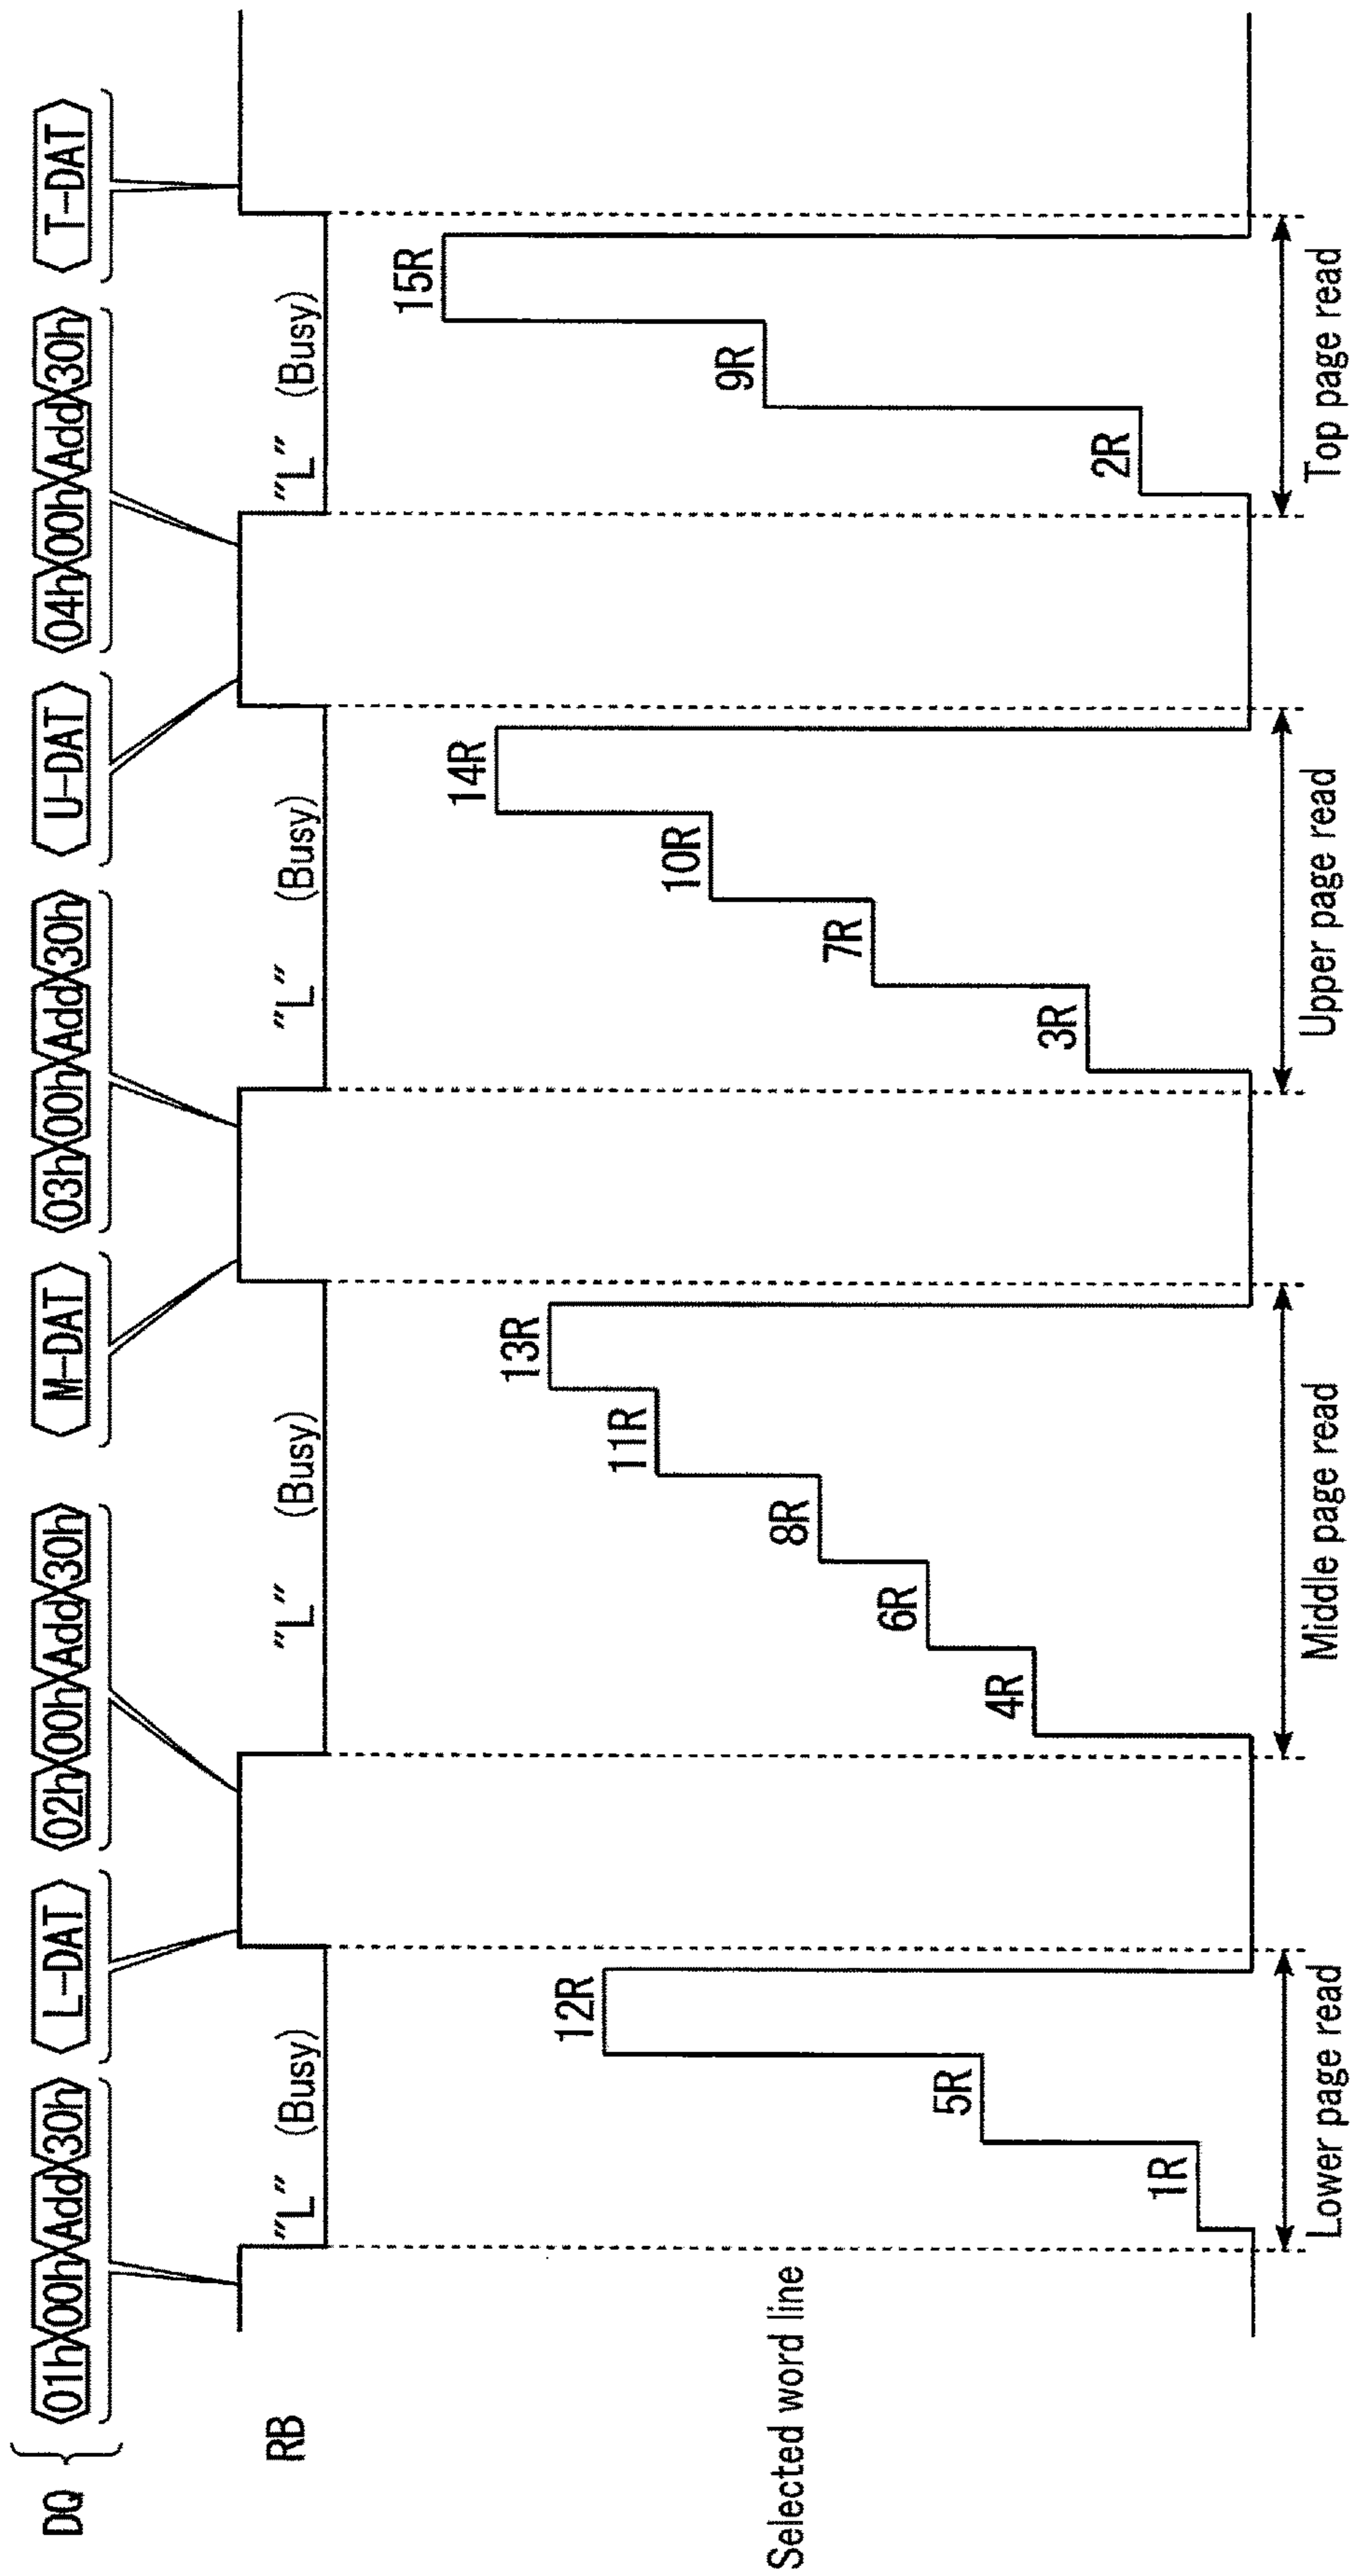 DQ
01h 00h Add 30h L-DAT 02h 00h Add 30h M-DAT 03h 00h Add 30h U-DAT 04h 00h Add 30h T-DAT
RB
"L" (Busy) "L" (Busy) "L" (Busy) "L" (Busy)
Selected word line
1R 5R 12R
4R 6R 8R 11R 13R
3R 7R 10R 14R
2R 9R 15R
Lower page read Middle page read Upper page read Top page read